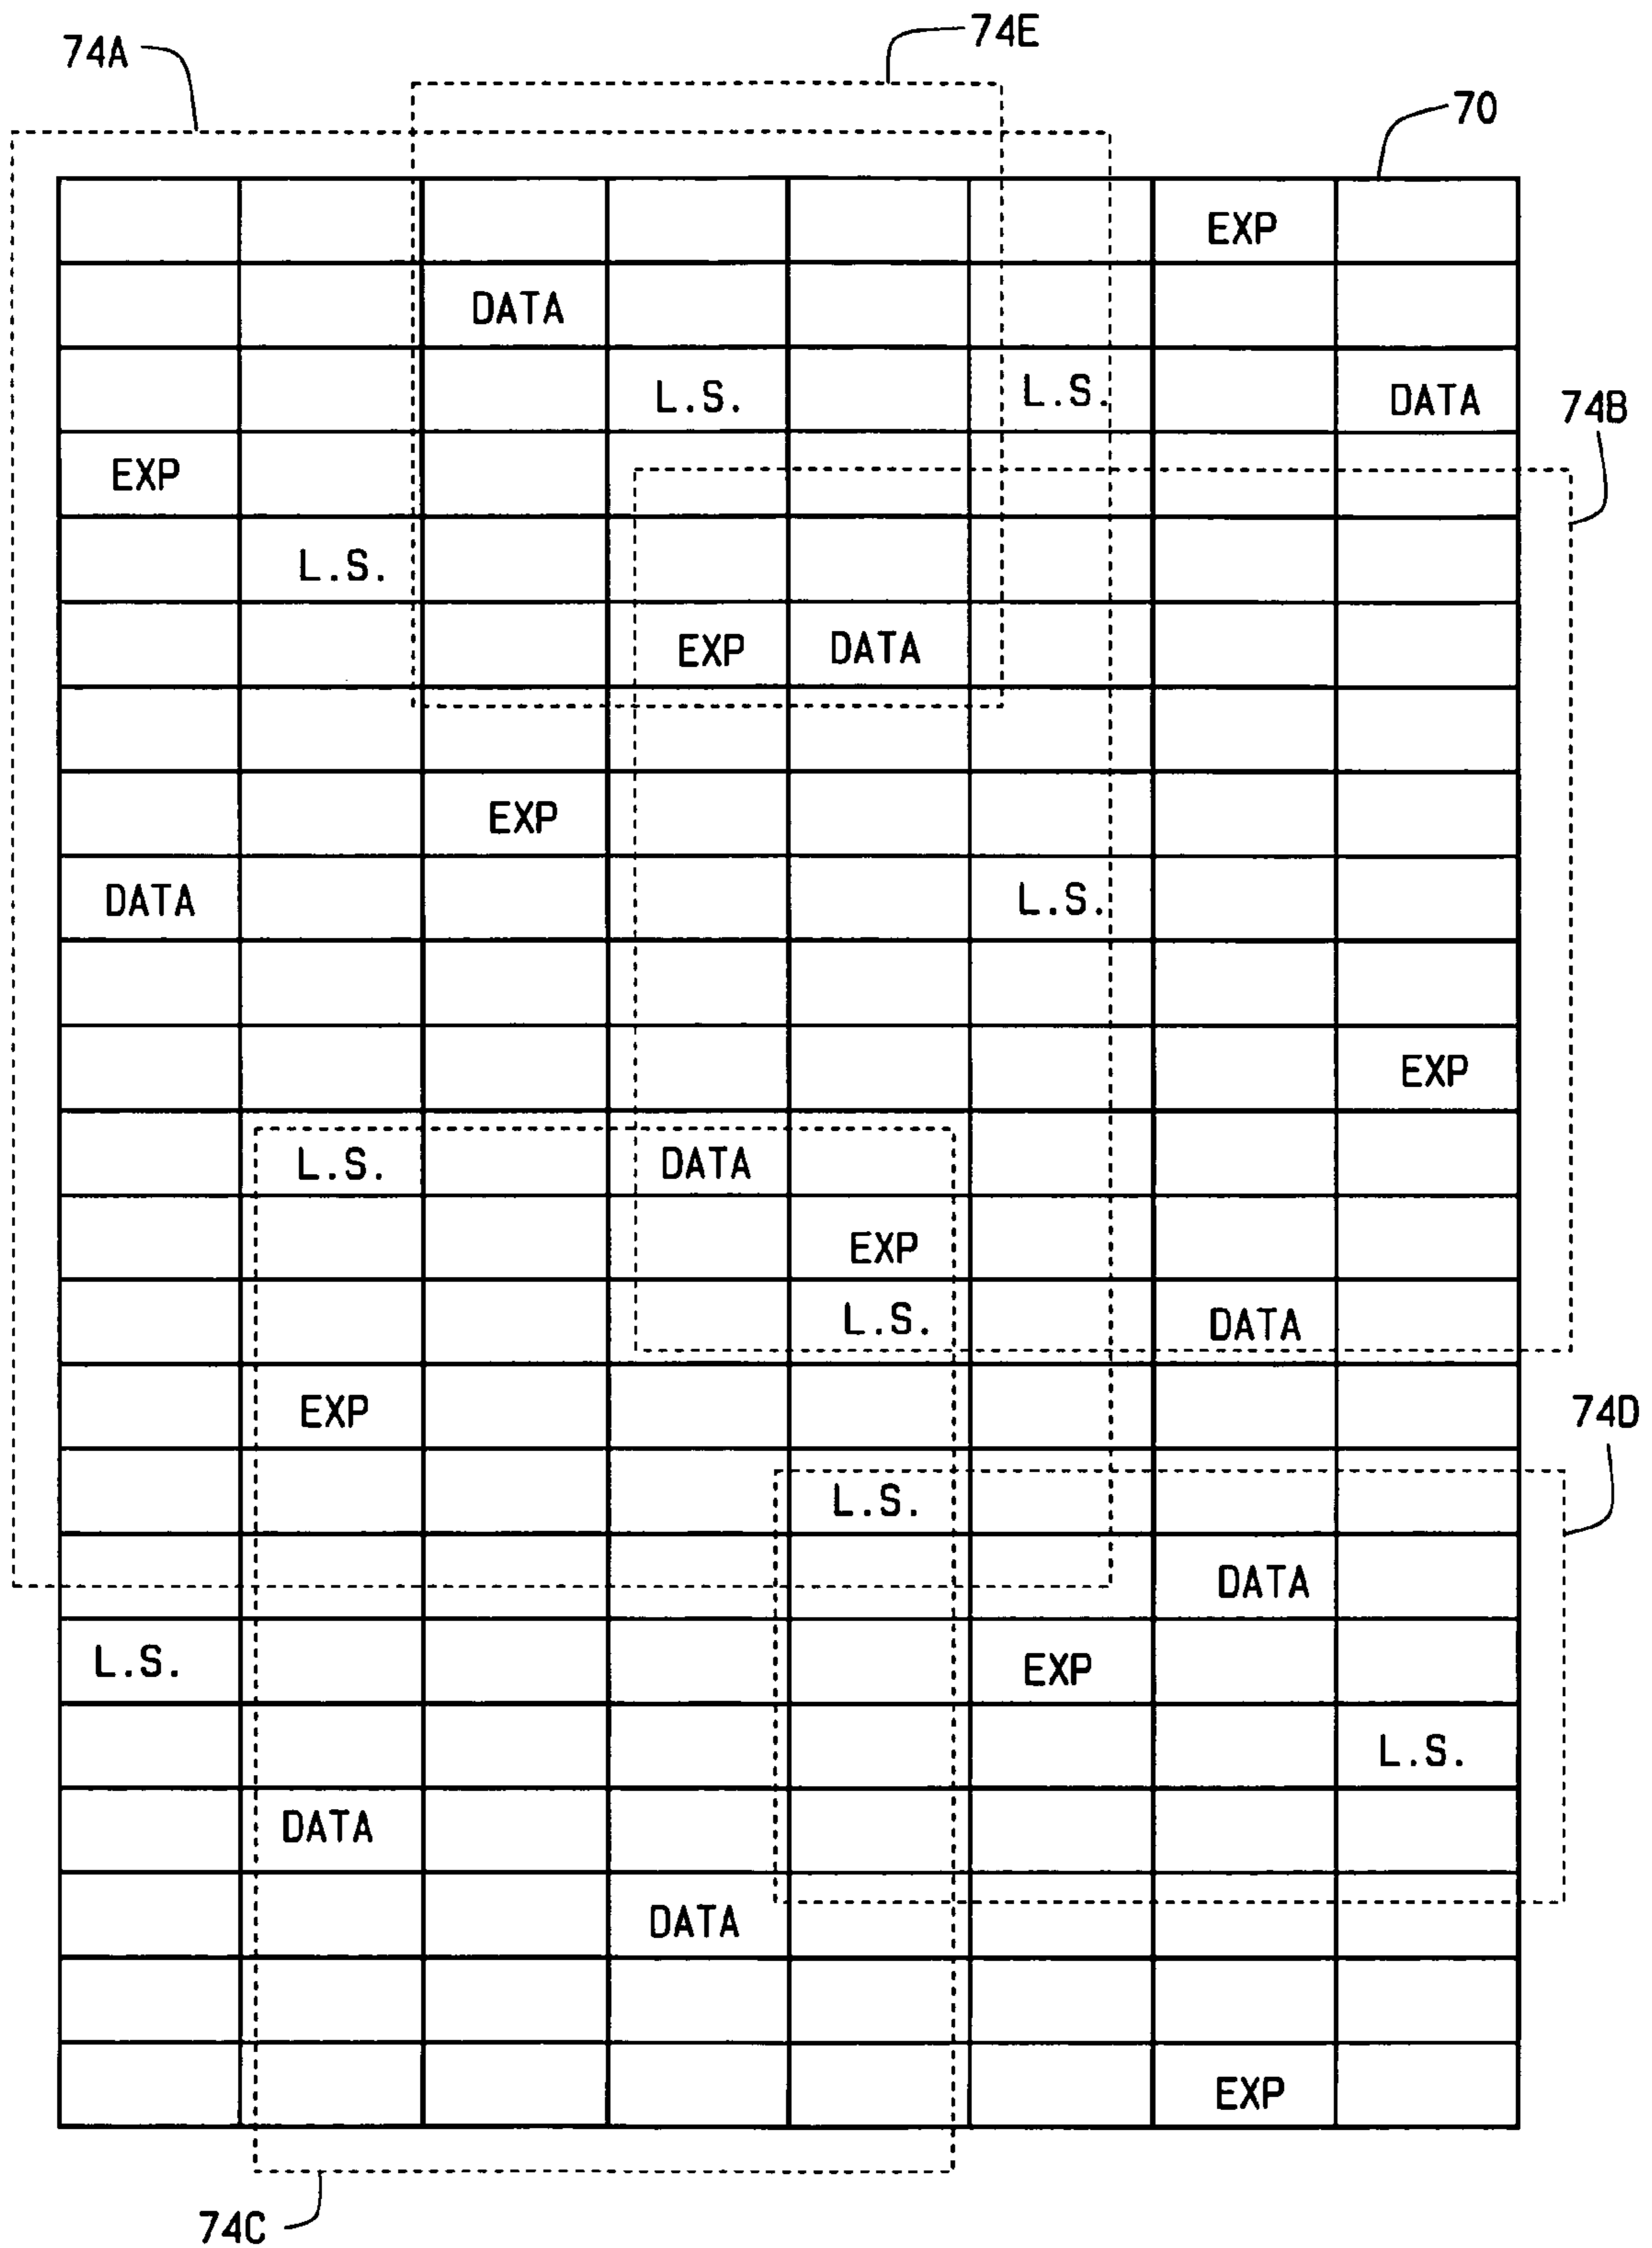 74E
74A
70
EXP
DATA
L.S. L.S. DATA
74B
EXP
L.S.
EXP DATA
EXP
DATA L.S.
EXP
L.S. DATA
EXP
L.S. DATA
EXP
74D
L.S.
DATA
L.S. EXP
L.S.
DATA
DATA
EXP
74C